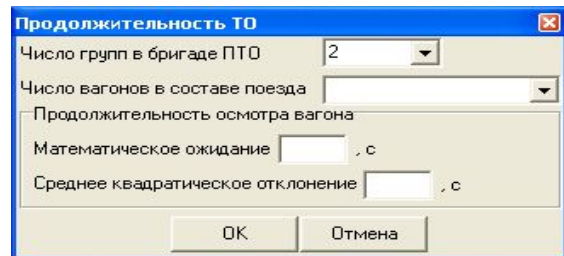 Продолжительность ТО
Число групп в бригаде ПТО 2
Число вагонов в составе поезда
Продолжительность осмотра вагона
Математическое ожидание , с
Среднее квадратическое отклонение , с
OK Отмена